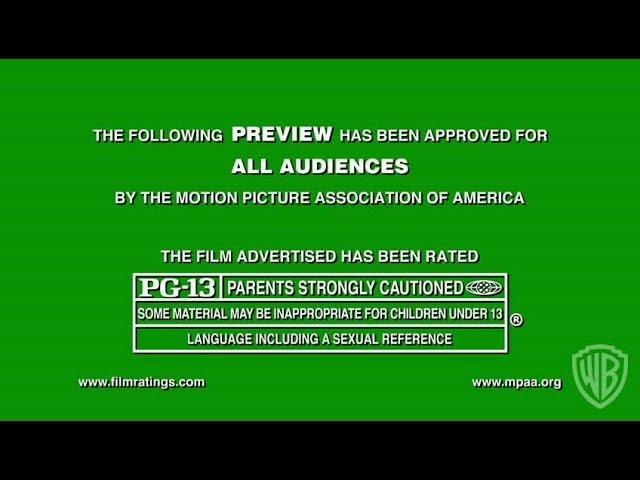 THE FOLLOWING PREVIEW HAS BEEN APPROVED FOR
ALL AUDIENCES
BY THE MOTION PICTURE ASSOCIATION OF AMERICA
THE FILM ADVERTISED HAS BEEN RATED
PG-13 PARENTS STRONGLY CAUTIONED
SOME MATERIAL MAY BE INAPPROPRIATE FOR CHILDREN UNDER 13 ®
LANGUAGE INCLUDING A SEXUAL REFERENCE
www.filmratings.com www.mpaa.org
WB